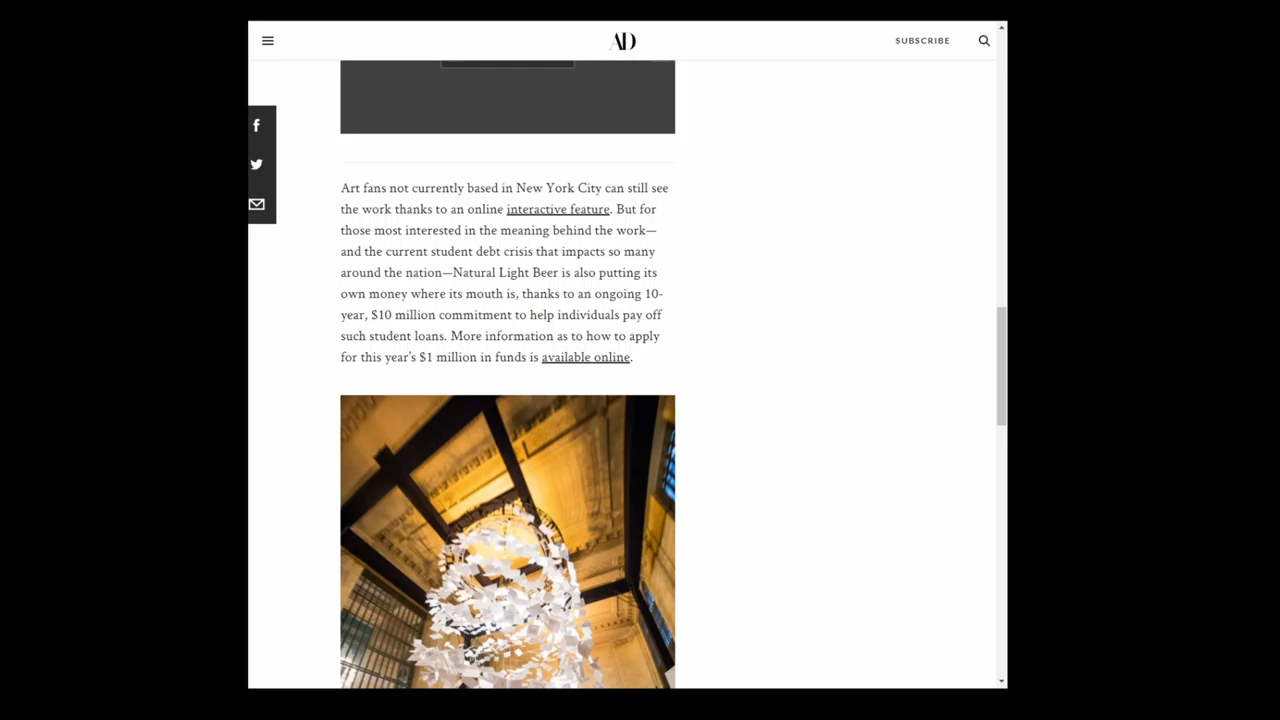 AD
SUBSCRIBE
Art fans not currently based in New York City can still see
the work thanks to an online interactive feature. But for
those most interested in the meaning behind the work—
and the current student debt crisis that impacts so many
around the nation—Natural Light Beer is also putting its
own money where its mouth is, thanks to an ongoing 10-
year, $10 million commitment to help individuals pay off
such student loans. More information as to how to apply
for this year’s $1 million in funds is available online.